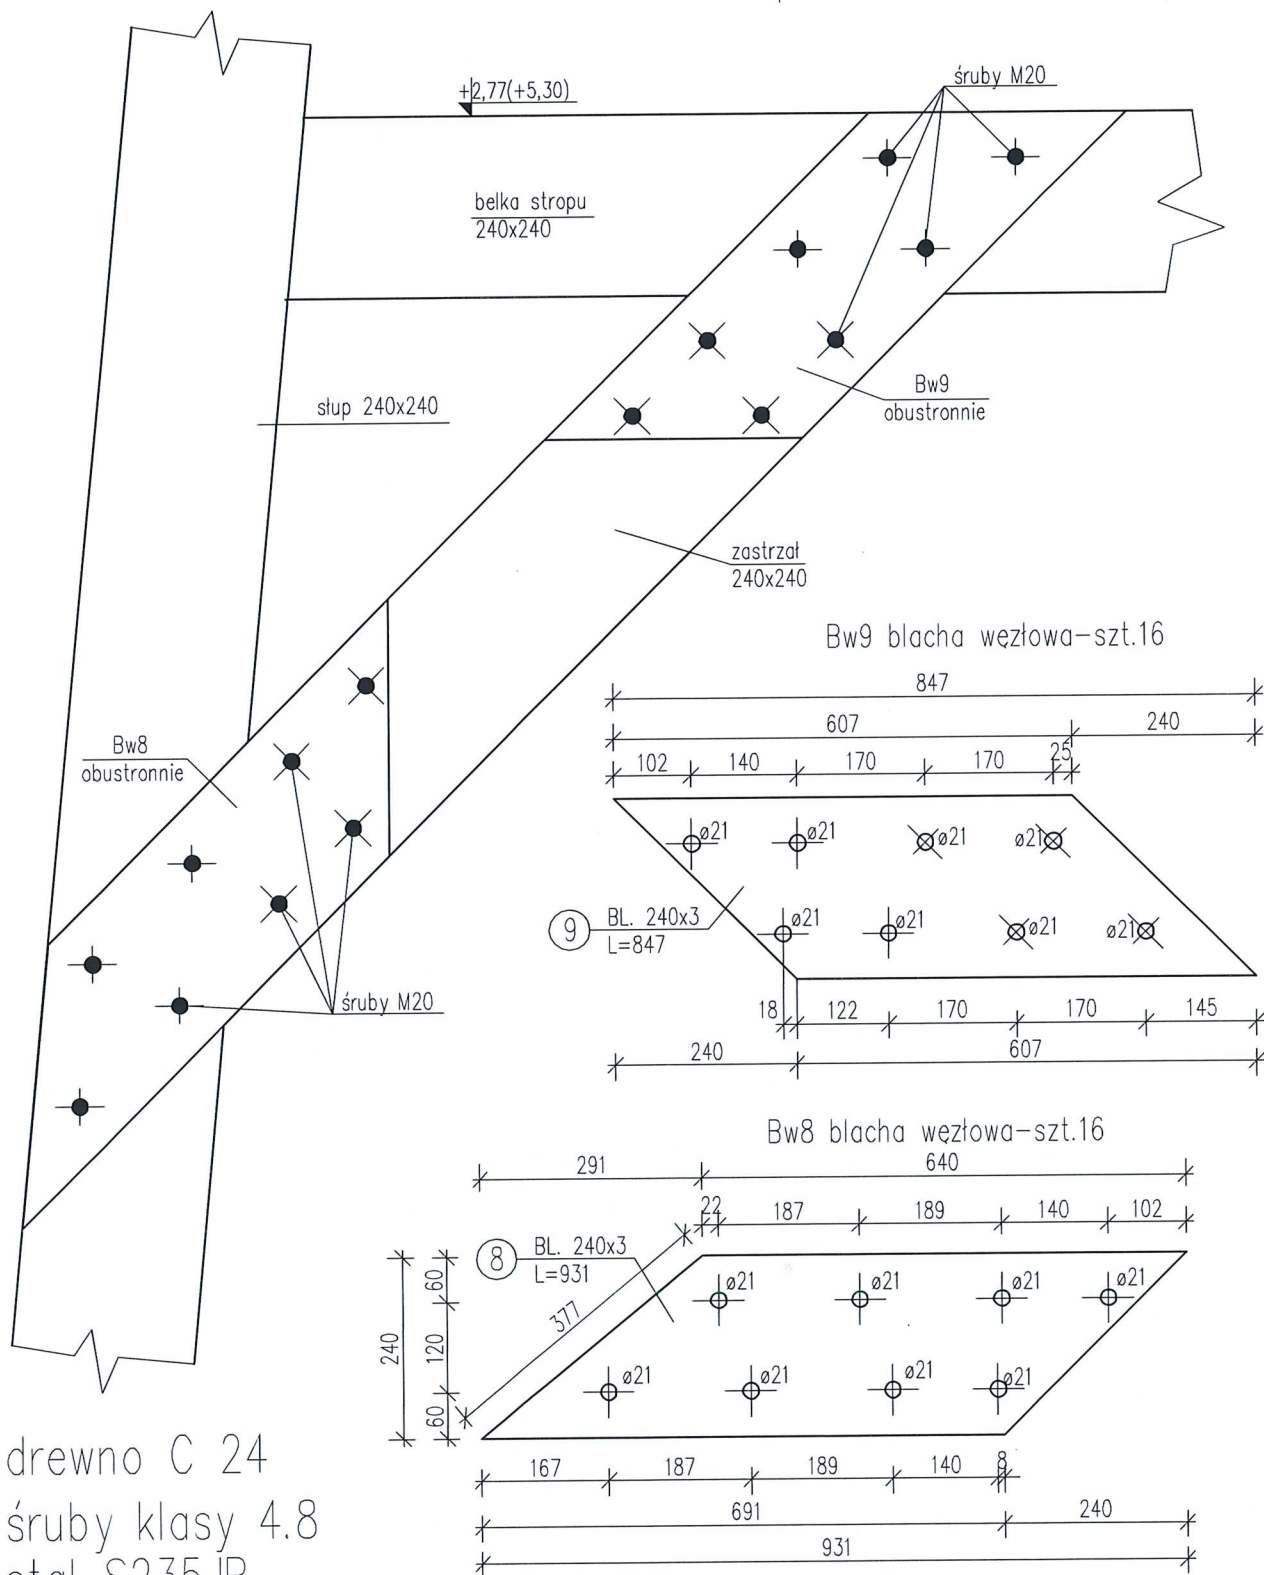 +2,77(+5,30)
śruby M20
belka stropu
240x240
słup 240x240
Bw9
obustronnie
zastrzał
240x240
Bw8
obustronnie
śruby M20
Bw9 blacha węzłowa-szt.16
847
607 240
102 140 170 170 25
ø21 ø21 ø21 ø21
9 BL. 240x3
L=847
ø21 ø21 ø21 ø21
18 122 170 170 145
240 607
Bw8 blacha węzłowa-szt.16
291 640
22 187 189 140 102
8 BL. 240x3
L=931
377
240
60
120
60
ø21 ø21 ø21 ø21
ø21 ø21 ø21 ø21
167 187 189 140 8
691 240
931
drewno C 24
śruby klasy 4.8
stal S235JR